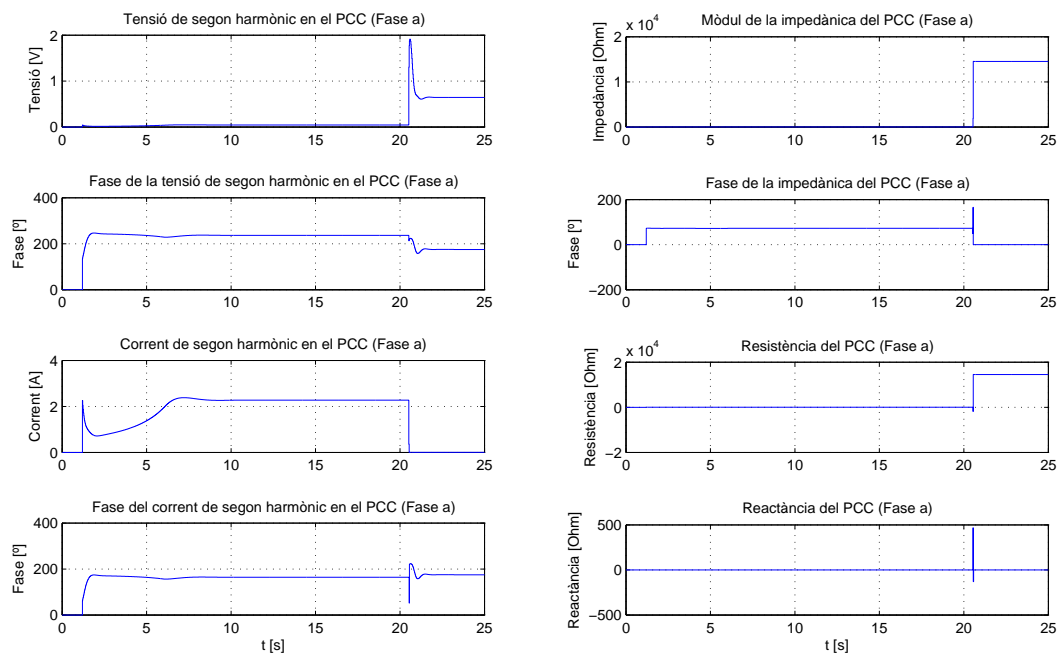 Tensió de segon harmònic en el PCC (Fase a)
Tensió [V]
2
1
0
0 5 10 15 20 25
Fase de la tensió de segon harmònic en el PCC (Fase a)
Fase [º]
400
200
0
0 5 10 15 20 25
Corrent de segon harmònic en el PCC (Fase a)
Corrent [A]
4
2
0
0 5 10 15 20 25
Fase del corrent de segon harmònic en el PCC (Fase a)
Fase [º]
400
200
0
0 5 10 15 20 25
t [s]
Mòdul de la impedànica del PCC (Fase a)
x 10^4
Impedància [Ohm]
2
1
0
0 5 10 15 20 25
Fase de la impedànica del PCC (Fase a)
Fase [º]
200
0
−200
0 5 10 15 20 25
Resistència del PCC (Fase a)
x 10^4
Resistència [Ohm]
2
0
−2
0 5 10 15 20 25
Reactància del PCC (Fase a)
Reactància [Ohm]
500
0
−500
0 5 10 15 20 25
t [s]